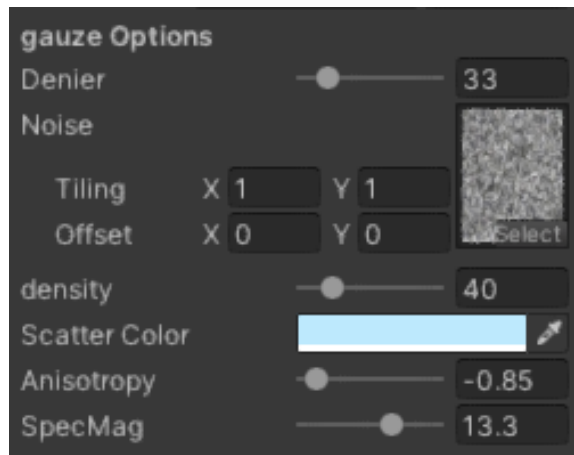 gauze Options
Denier 33
Noise
Tiling X 1 Y 1
Offset X 0 Y 0 Select
density 40
Scatter Color
Anisotropy -0.85
SpecMag 13.3